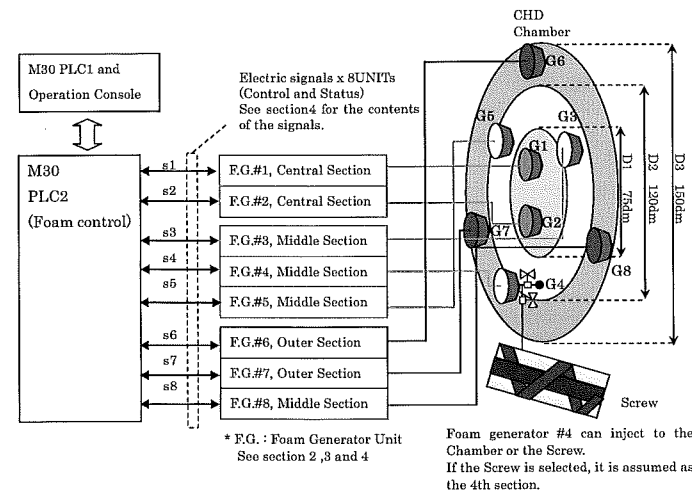 CHD
Chamber
M30 PLC1 and
Operation Console
Electric signals x 8UNITs
(Control and Status)
See section4 for the contents
of the signals.
M30
PLC2
(Foam control)
s1
s2
s3
s4
s5
s6
s7
s8
F.G.#1, Central Section
F.G.#2, Central Section
F.G.#3, Middle Section
F.G.#4, Middle Section
F.G.#5, Middle Section
F.G.#6, Outer Section
F.G.#7, Outer Section
F.G.#8, Middle Section
* F.G. : Foam Generator Unit
See section 2 ,3 and 4
G6
G5
G3
G1
G2
G7
G8
G4
D1
75dm
D2
120dm
D3
150dm
Screw
Foam generator #4 can inject to the
Chamber or the Screw.
If the Screw is selected, it is assumed as
the 4th section.